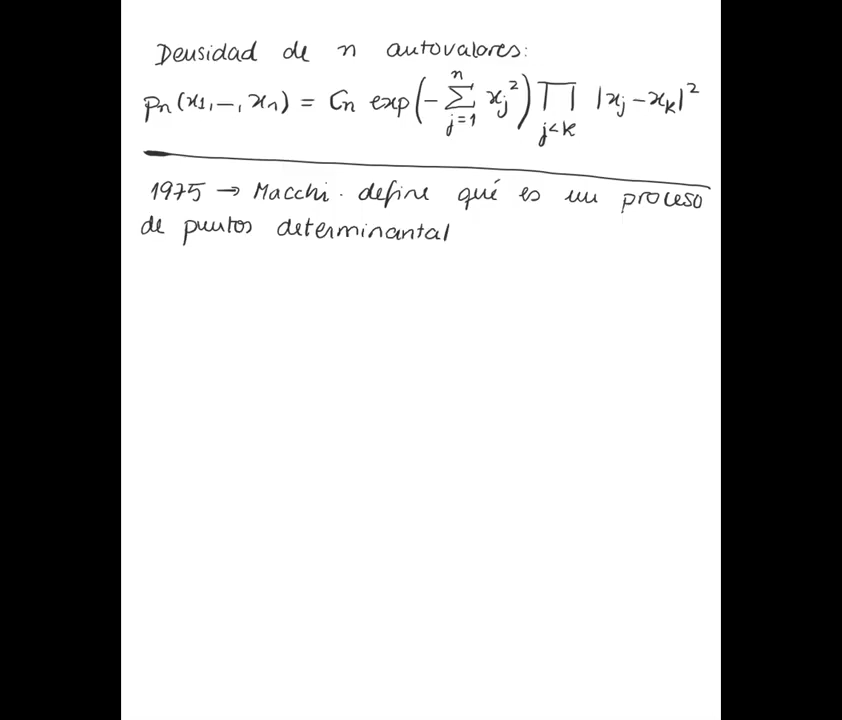 Densidad de n autovalores:
pn(x1,-,xn) = Cn exp(-∑_{j=1}^{n} xj²) ∏_{j<k} |xj-xk|²
1975 → Macchi. define qué es un proceso
de puntos determinantal